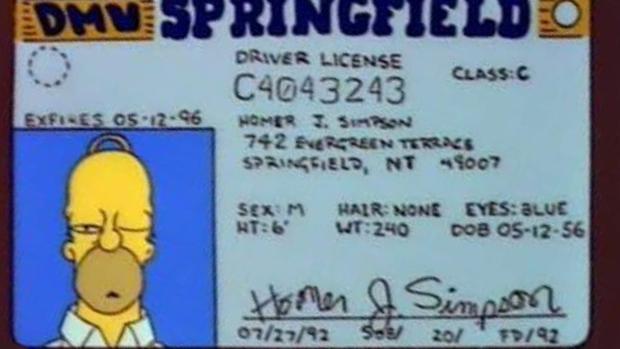 DMV SPRINGFIELD
DRIVER LICENSE
CLASS:C
C4043243
EXPIRES 05-12-96
HOMER J. SIMPSON
742 EVERGREEN TERRACE
SPRINGFIELD, NT 49007
SEX: M HAIR: NONE EYES: BLUE
HT: 6' WT: 240 DOB 05-12-56
Homer J Simpson
07/27/92 SOB/ 20/ FD/92